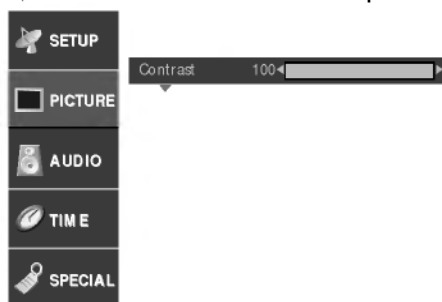 SETUP
Contrast 100
PICTURE
AUDIO
TIME
SPECIAL